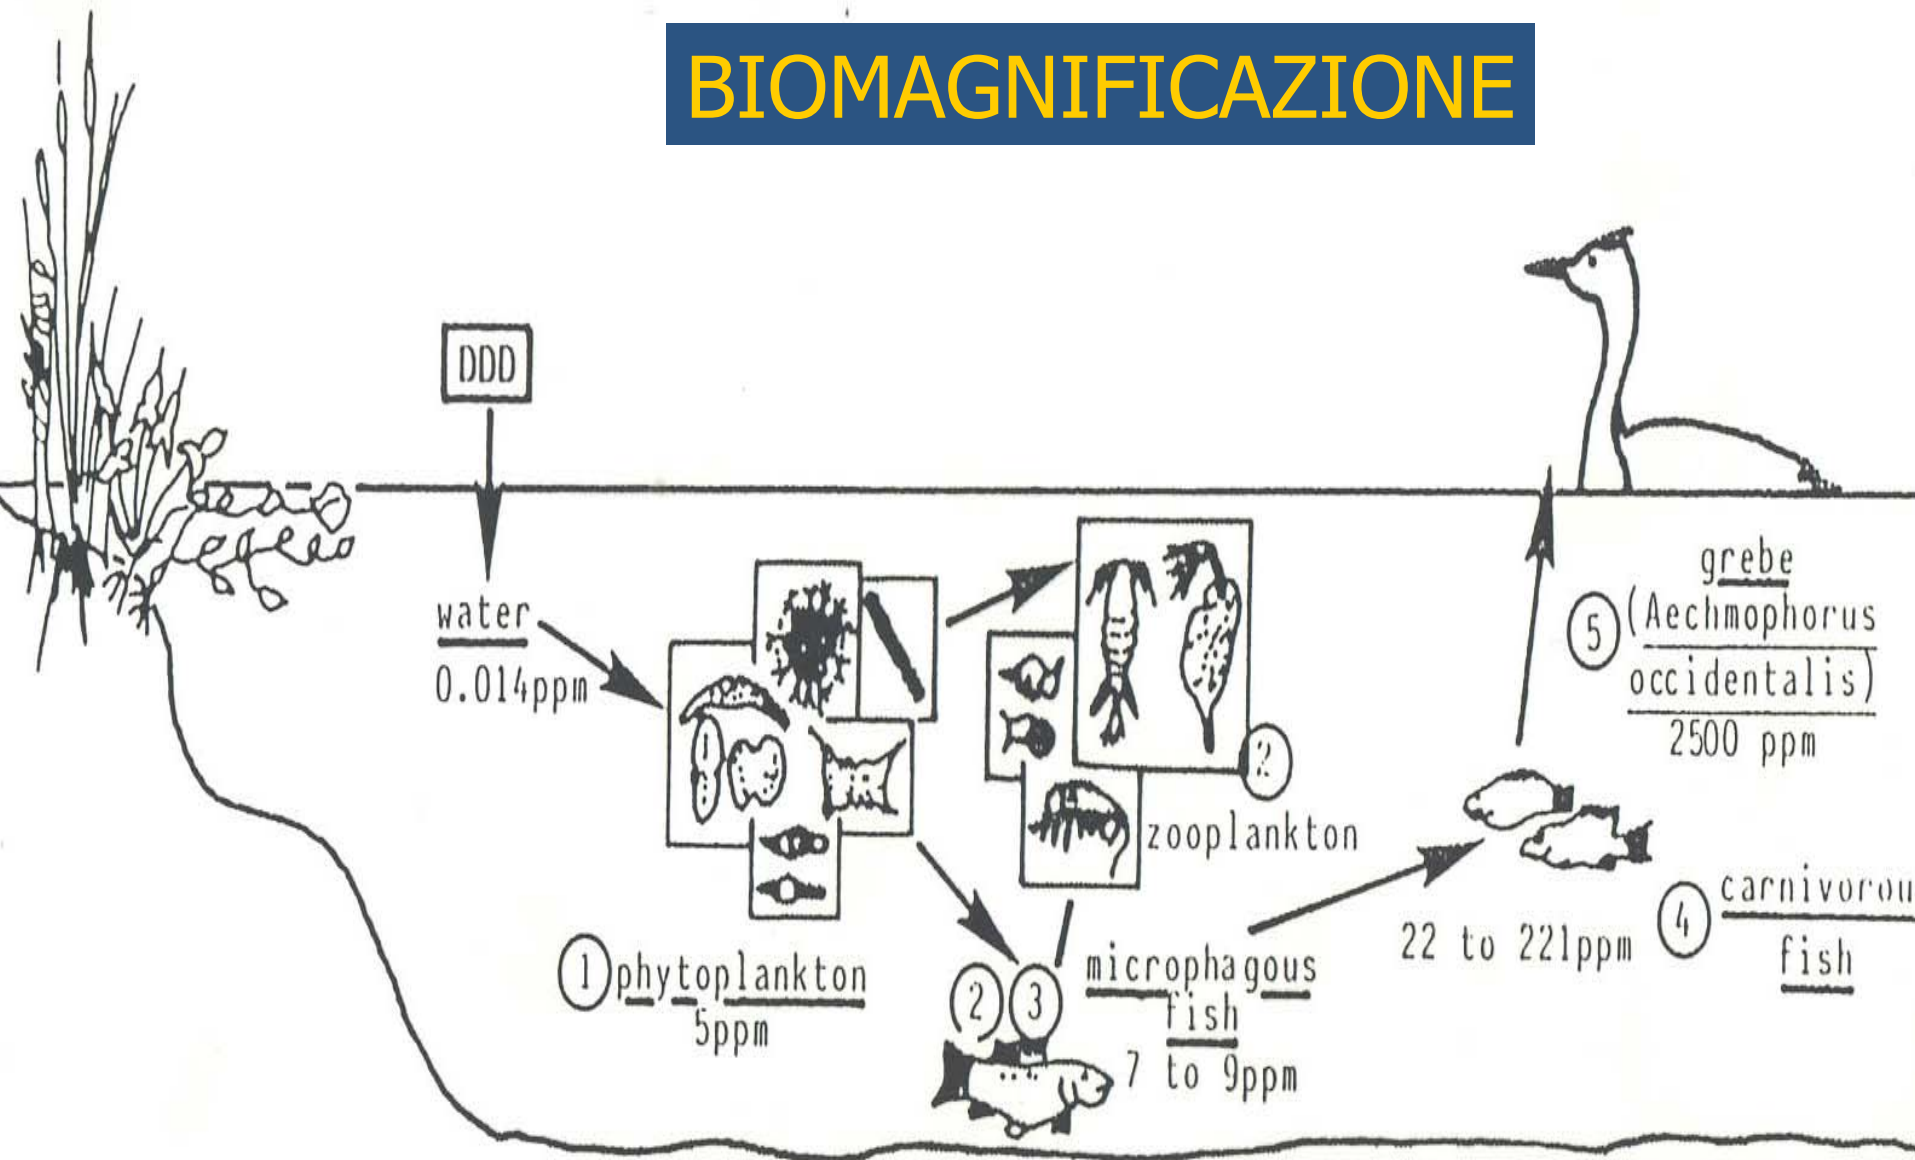 BIOMAGNIFICAZIONE
DDD
water
0.014ppm
1 phytoplankton
5ppm
2
zooplankton
2 3 microphagous
fish
7 to 9ppm
22 to 221ppm
4 carnivorou
fish
grebe
5 (Aechmophorus
occidentalis)
2500 ppm